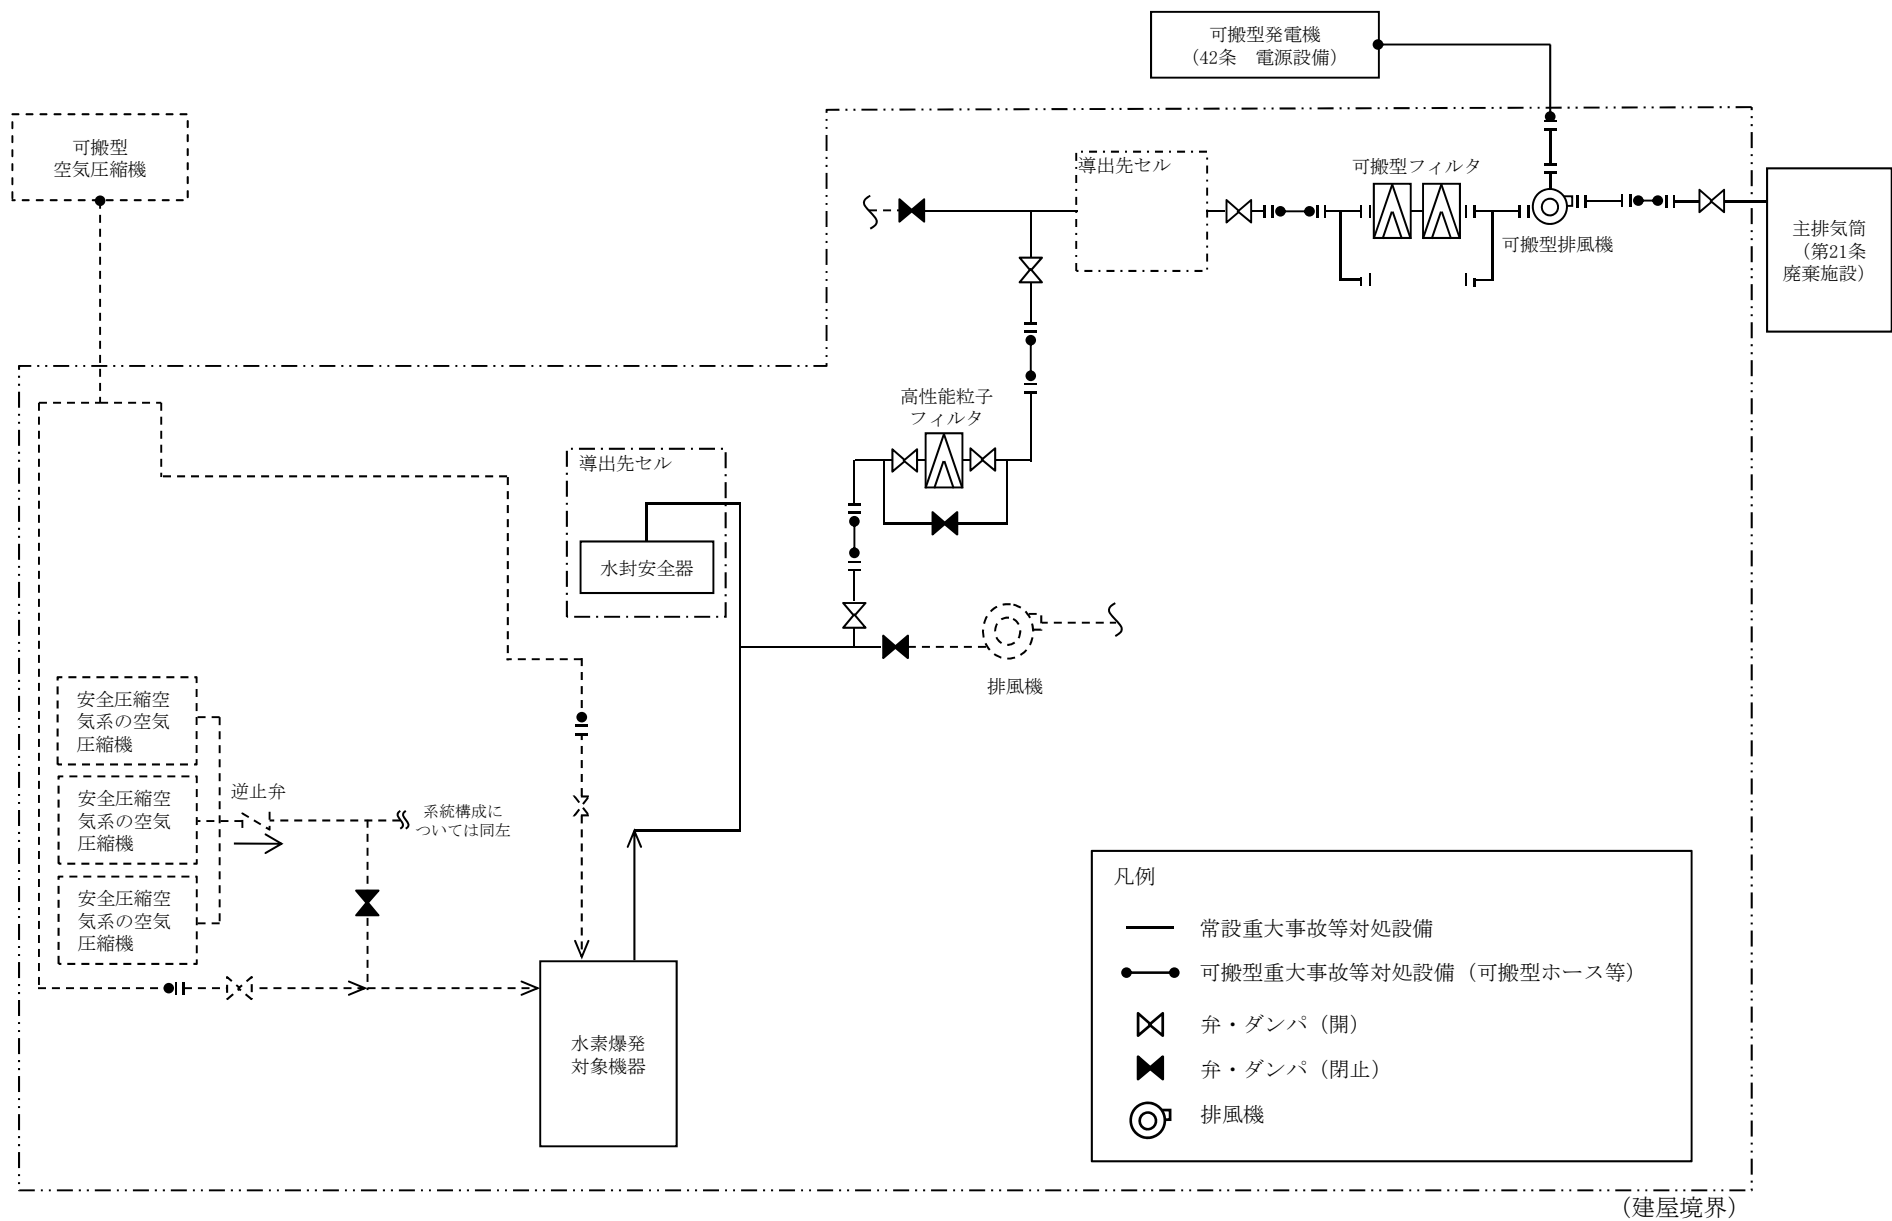 可搬型発電機
（42条　電源設備）
可搬型
空気圧縮機
導出先セル
可搬型フィルタ
可搬型排風機
主排気筒
（第21条
廃棄施設）
高性能粒子
フィルタ
導出先セル
水封安全器
排風機
安全圧縮空
気系の空気
圧縮機
安全圧縮空
気系の空気
圧縮機
安全圧縮空
気系の空気
圧縮機
逆止弁
系統構成に
ついては同左
水素爆発
対象機器
凡例
常設重大事故等対処設備
可搬型重大事故等対処設備（可搬型ホース等）
弁・ダンパ（開）
弁・ダンパ（閉止）
排風機
（建屋境界）